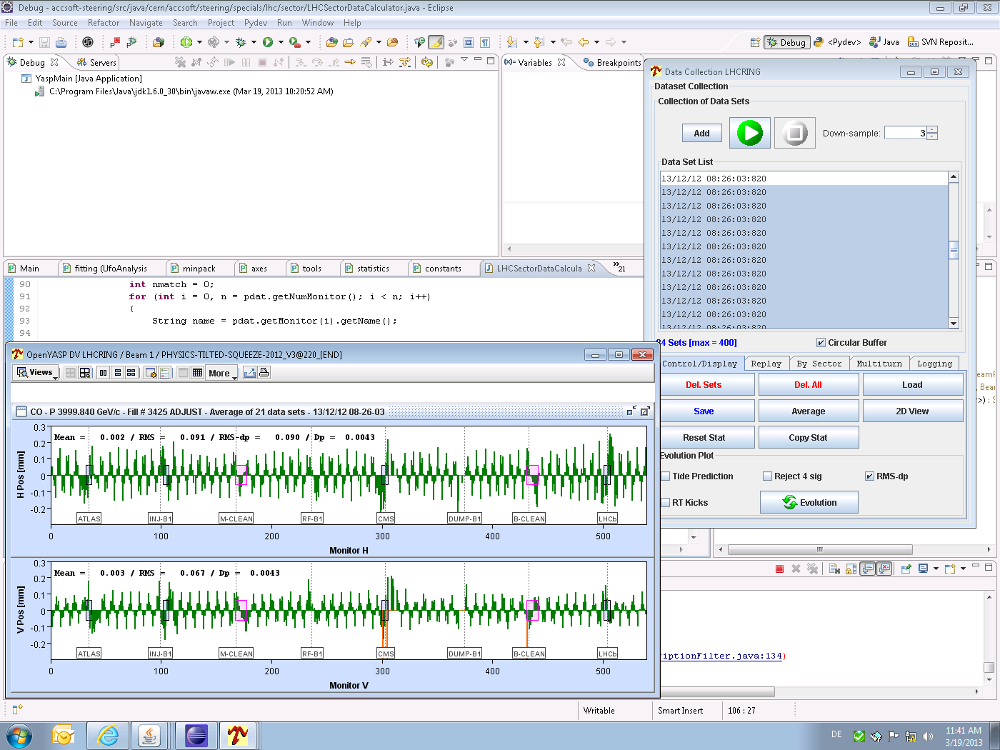 Debug - accsoft-steering/src/java/cern/accsoft/steering/specials/lhc/sector/LHCSectorDataCalculator.java - Eclipse
File Edit Source Refactor Navigate Search Project Pydev Run Window Help
Debug <Pydev> Java SVN Reposit...
Debug Servers
(x)= Variables Breakpoints
YaspMain [Java Application]
C:\Program Files\Java\jdk1.6.0_30\bin\javaw.exe (Mar 19, 2013 10:20:52 AM)
Main fitting (UfoAnalysis minpack axes tools statistics constants LHCSectorDataCalcula »21
90 int nmatch = 0;
91 for (int i = 0, n = pdat.getNumMonitor(); i < n; i++)
92 {
93 String name = pdat.getMonitor(i).getName();
94
Data Collection LHCRING
Dataset Collection
Collection of Data Sets
Add Down-sample: 3
Data Set List
13/12/12 08:26:03:820
13/12/12 08:26:03:820
13/12/12 08:26:03:820
13/12/12 08:26:03:820
13/12/12 08:26:03:820
13/12/12 08:26:03:820
13/12/12 08:26:03:820
13/12/12 08:26:03:820
13/12/12 08:26:03:820
13/12/12 08:26:03:820
13/12/12 08:26:03:820
13/12/12 08:26:03:820
84 Sets [max = 400] Circular Buffer
Control/Display Replay By Sector Multiturn Logging
Del. Sets Del. All Load
Save Average 2D View
Reset Stat Copy Stat
Evolution Plot
Tide Prediction Reject 4 sig RMS-dp
RT Kicks Evolution
OpenYASP DV LHCRING / Beam 1 / PHYSICS-TILTED-SQUEEZE-2012_V3@220_[END]
Views More
CO - P 3999.840 GeV/c - Fill # 3425 ADJUST - Average of 21 data sets - 13/12/12 08-26-03
Mean = 0.002 / RMS = 0.091 / RMS-dp = 0.090 / Dp = 0.0043
H Pos [mm]
0.3
0.2
0.1
0
-0.1
-0.2
ATLAS INJ-B1 M-CLEAN RF-B1 CMS DUMP-B1 B-CLEAN LHCb
0 100 200 300 400 500
Monitor H
Mean = 0.003 / RMS = 0.067 / Dp = 0.0043
V Pos [mm]
0.3
0.2
0.1
0
-0.1
-0.2
ATLAS INJ-B1 M-CLEAN RF-B1 CMS DUMP-B1 B-CLEAN LHCb
0 100 200 300 400 500
Monitor V
riptionFilter.java:134)
Writable Smart Insert 106 : 27
DE 11:41 AM
3/19/2013